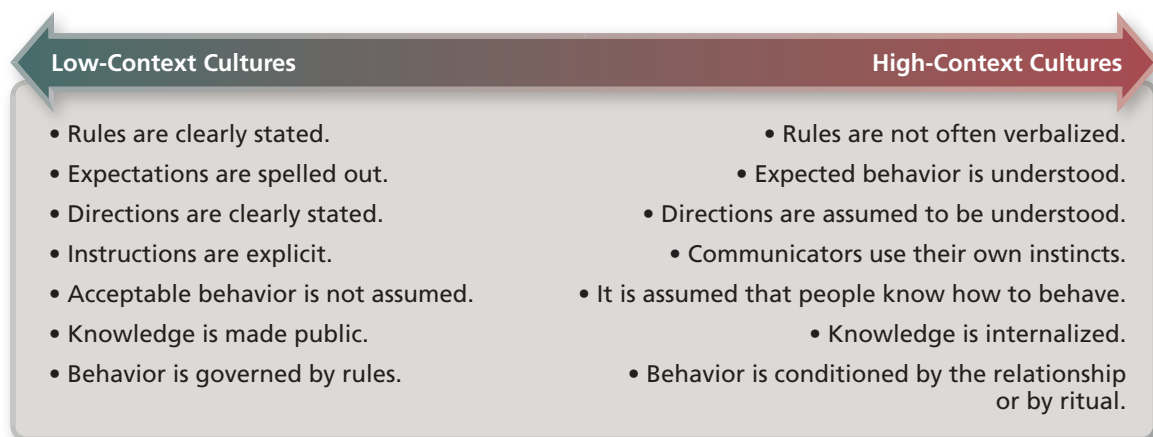 Low-Context Cultures
High-Context Cultures
• Rules are clearly stated.
• Expectations are spelled out.
• Directions are clearly stated.
• Instructions are explicit.
• Acceptable behavior is not assumed.
• Knowledge is made public.
• Behavior is governed by rules.
• Rules are not often verbalized.
• Expected behavior is understood.
• Directions are assumed to be understood.
• Communicators use their own instincts.
• It is assumed that people know how to behave.
• Knowledge is internalized.
• Behavior is conditioned by the relationship
or by ritual.